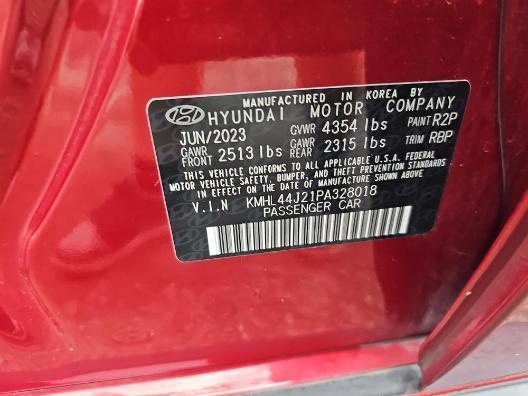 MANUFACTURED IN KOREA BY
HYUNDAI MOTOR COMPANY
JUN/2023 GVWR 4354 lbs PAINT R2P
GAWR FRONT 2513 lbs GAWR REAR 2315 lbs TRIM RBP
THIS VEHICLE CONFORMS TO ALL APPLICABLE U.S.A. FEDERAL
MOTOR VEHICLE SAFETY, BUMPER, AND THEFT PREVENTION STANDARDS
IN EFFECT ON THE DATE OF MANUFACTURE SHOWN ABOVE.
V.I.N KMHL44J21PA328018
PASSENGER CAR